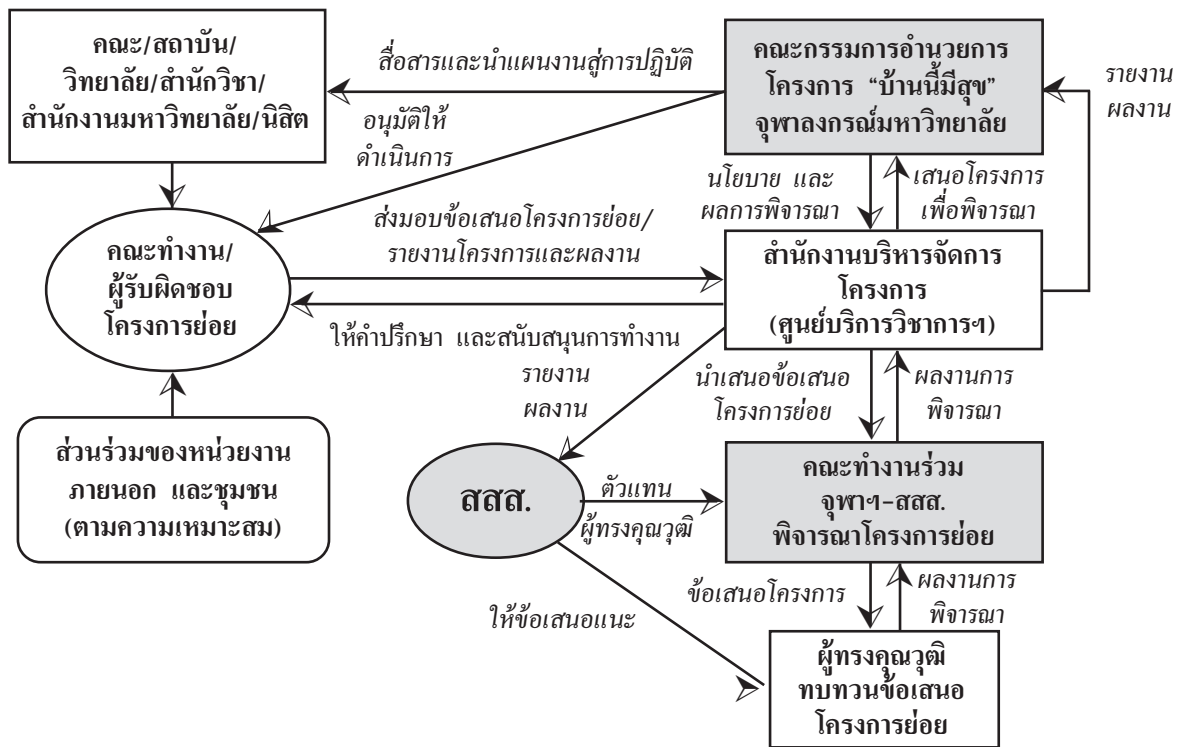 คณะ/สถาบัน/
วิทยาลัย/สำนักวิชา/
สำนักงานมหาวิทยาลัย/นิสิต
สื่อสารและนำแผนงานสู่การปฏิบัติ
คณะกรรมการอำนวยการ
โครงการ “บ้านนี้มีสุข”
จุฬาลงกรณ์มหาวิทยาลัย
รายงาน
ผลงาน
อนุมัติให้
ดำเนินการ
นโยบาย และ
ผลการพิจารณา
เสนอโครงการ
เพื่อพิจารณา
คณะทำงาน/
ผู้รับผิดชอบ
โครงการย่อย
ส่งมอบข้อเสนอโครงการย่อย/
รายงานโครงการและผลงาน
สำนักงานบริหารจัดการ
โครงการ
(ศูนย์บริการวิชาการฯ)
ให้คำปรึกษา และสนับสนุนการทำงาน
รายงาน
ผลงาน
นำเสนอข้อเสนอ
โครงการย่อย
ผลงานการ
พิจารณา
ส่วนร่วมของหน่วยงาน
ภายนอก และชุมชน
(ตามความเหมาะสม)
สสส.
ตัวแทน
ผู้ทรงคุณวุฒิ
คณะทำงานร่วม
จุฬาฯ-สสส.
พิจารณาโครงการย่อย
ให้ข้อเสนอแนะ
ข้อเสนอโครงการ
ผลงานการ
พิจารณา
ผู้ทรงคุณวุฒิ
ทบทวนข้อเสนอ
โครงการย่อย